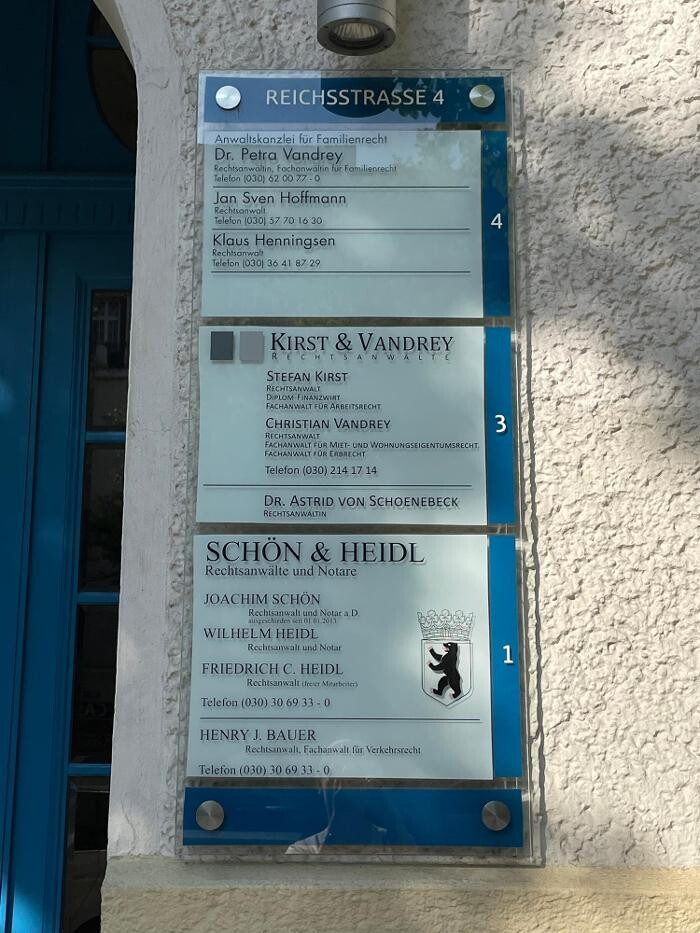 REICHSSTRASSE 4
Anwaltskanzlei für Familienrecht
Dr. Petra Vandrey
Rechtsanwältin, Fachanwältin für Familienrecht
Telefon (030) 62 00 77 - 0
Jan Sven Hoffmann
Rechtsanwalt
Telefon (030) 57 70 16 30
Klaus Henningsen
Rechtsanwalt
Telefon (030) 36 41 87 29
4
KIRST & VANDREY
RECHTSANWÄLTE
STEFAN KIRST
RECHTSANWALT
DIPLOM-FINANZWIRT
FACHANWALT FÜR ARBEITSRECHT
CHRISTIAN VANDREY
RECHTSANWALT
FACHANWALT FÜR MIET- UND WOHNUNGSEIGENTUMSRECHT,
FACHANWALT FÜR ERBRECHT
Telefon (030) 214 17 14
DR. ASTRID VON SCHOENEBECK
RECHTSANWÄLTIN
3
SCHÖN & HEIDL
Rechtsanwälte und Notare
JOACHIM SCHÖN
Rechtsanwalt und Notar a.D.
ausgeschieden seit 01.01.2013
WILHELM HEIDL
Rechtsanwalt und Notar
FRIEDRICH C. HEIDL
Rechtsanwalt (freier Mitarbeiter)
Telefon (030) 30 69 33 - 0
HENRY J. BAUER
Rechtsanwalt, Fachanwalt für Verkehrsrecht
Telefon (030) 30 69 33 - 0
1